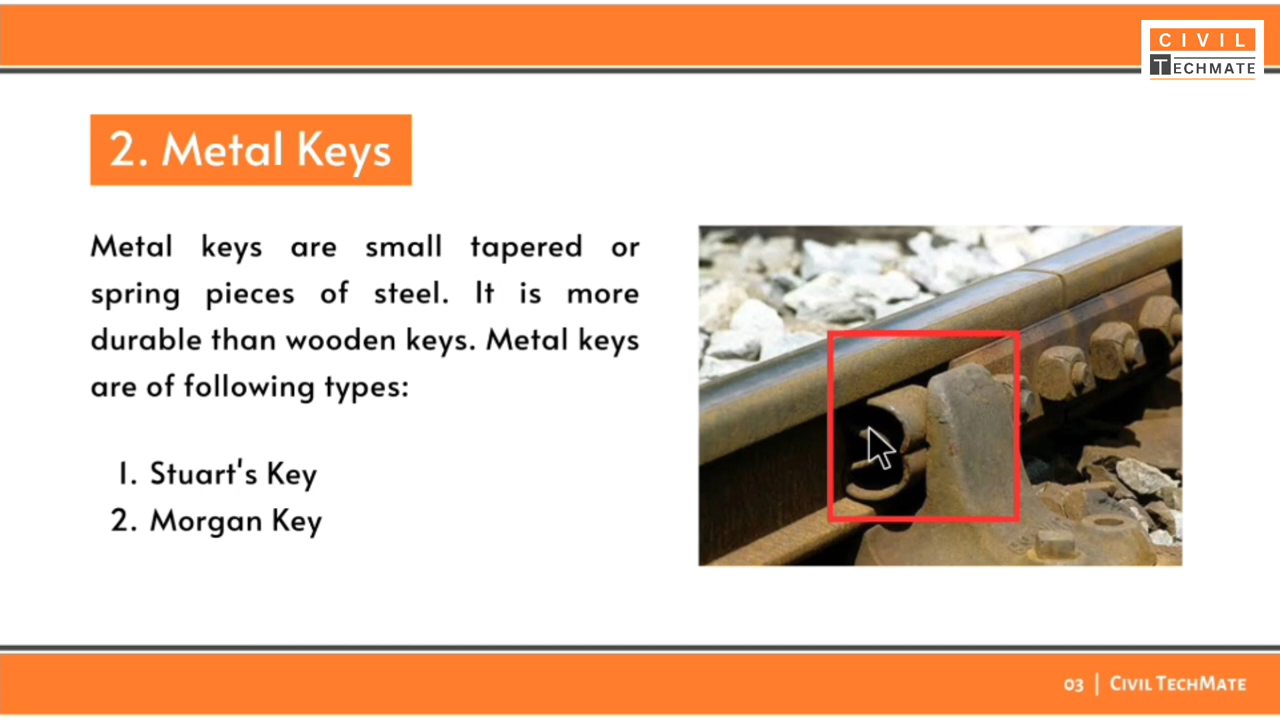 CIVIL
TECHMATE
2. Metal Keys
Metal keys are small tapered or
spring pieces of steel. It is more
durable than wooden keys. Metal keys
are of following types:
1. Stuart's Key
2. Morgan Key
03 | CIVIL TECHMATE